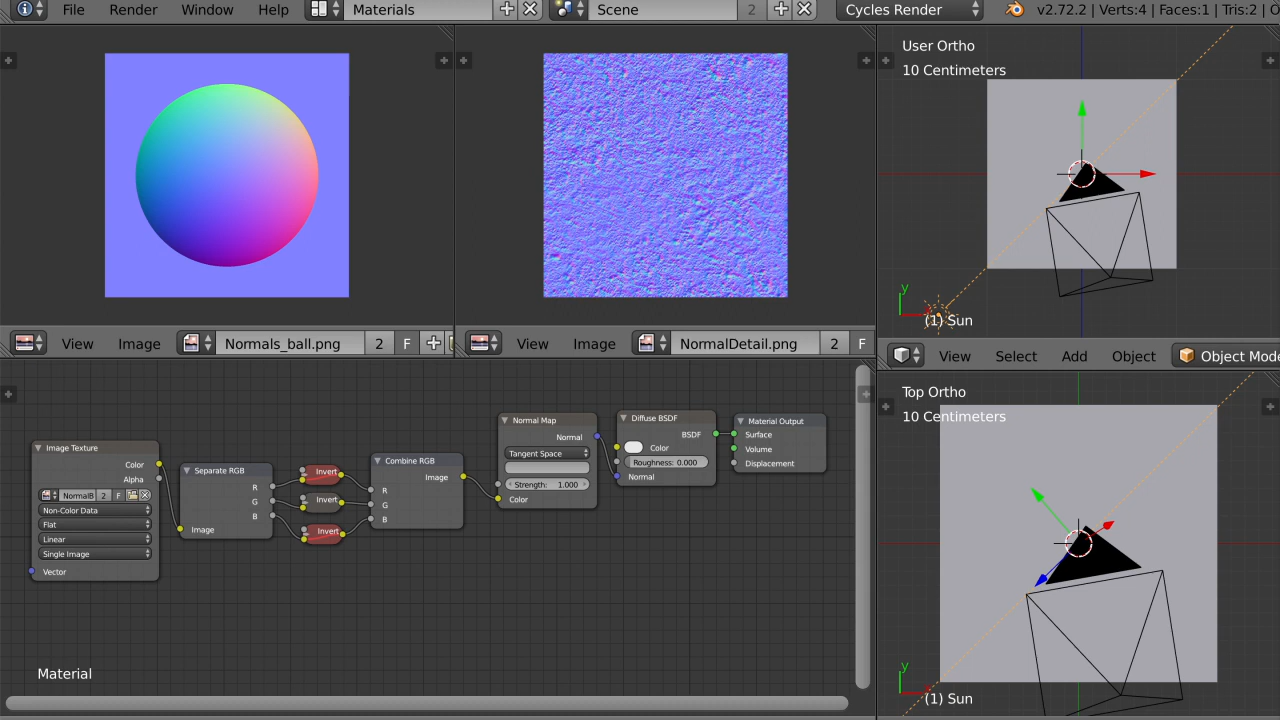 File Render Window Help Materials Scene 2 Cycles Render v2.72.2 | Verts:4 | Faces:1 | Tris:2 |
User Ortho
10 Centimeters
y
(1) Sun
View Image Normals_ball.png 2 F
View Image NormalDetail.png 2 F
View Select Add Object Object Mode
Top Ortho
10 Centimeters
y
(1) Sun
Image Texture
Color
Alpha
NormalB 2 F
Non-Color Data
Flat
Linear
Single Image
Vector
Separate RGB
R
G
B
Image
Invert
Invert
Invert
Combine RGB
Image
R
G
B
Normal Map
Normal
Tangent Space
Strength: 1.000
Color
Diffuse BSDF
BSDF
Color
Roughness: 0.000
Normal
Material Output
Surface
Volume
Displacement
Material